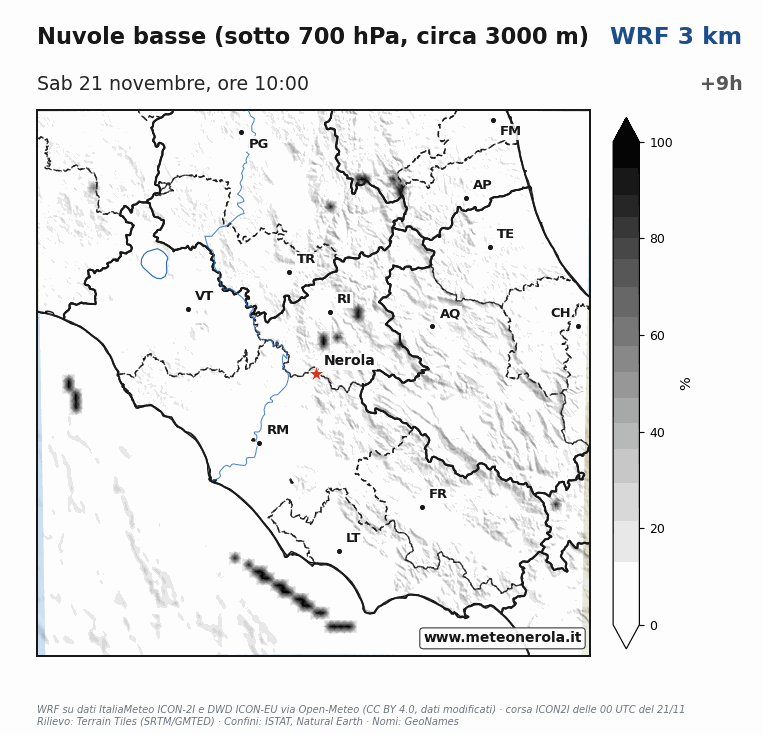 Nuvole basse (sotto 700 hPa, circa 3000 m) WRF 3 km
Sab 21 novembre, ore 10:00 +9h
FM
PG
AP
TE
TR
VT
RI
AQ
CH
Nerola
RM
FR
LT
www.meteonerola.it
100
80
60
40
20
0
%
WRF su dati ItaliaMeteo ICON-2I e DWD ICON-EU via Open-Meteo (CC BY 4.0, dati modificati) · corsa ICON2I delle 00 UTC del 21/11
Rilievo: Terrain Tiles (SRTM/GMTED) · Confini: ISTAT, Natural Earth · Nomi: GeoNames